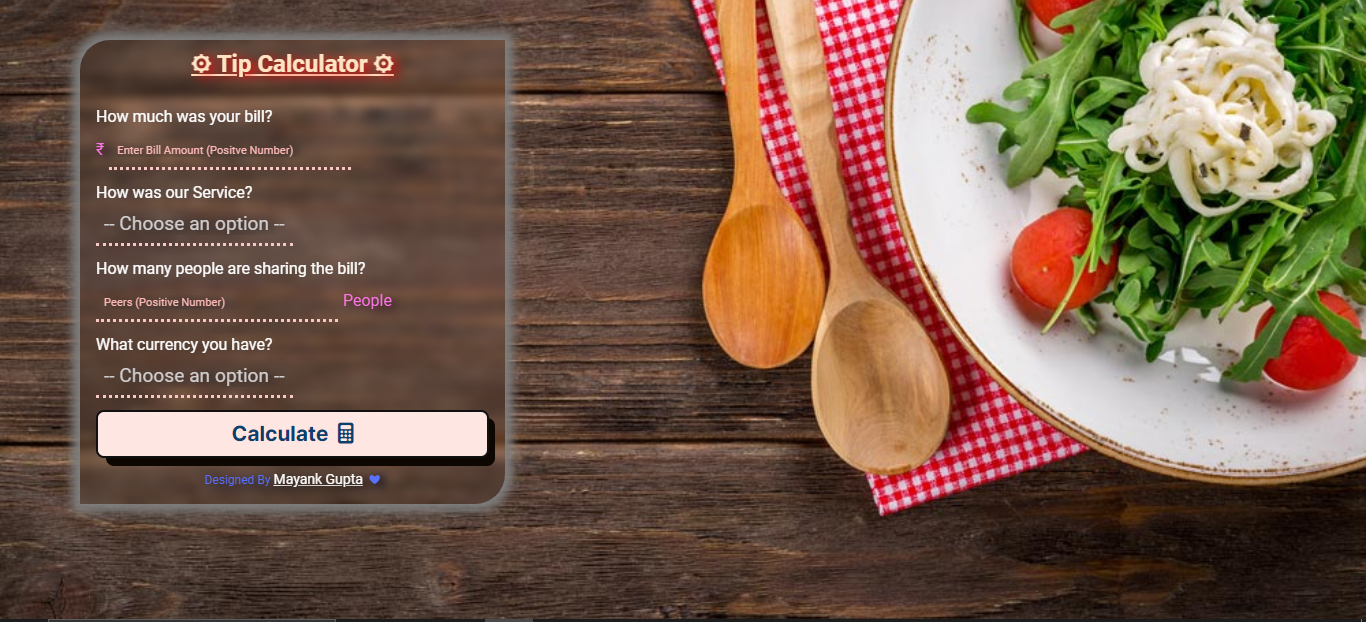 Tip Calculator
How much was your bill?
₹ Enter Bill Amount (Positve Number)
How was our Service?
-- Choose an option --
How many people are sharing the bill?
Peers (Positive Number) People
What currency you have?
-- Choose an option --
Calculate
Designed By Mayank Gupta